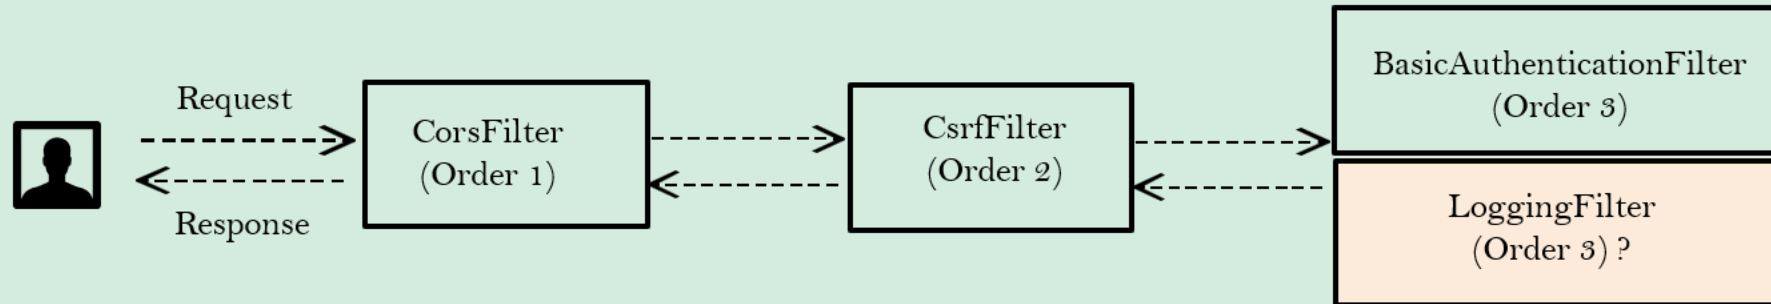 Request
Response
CorsFilter
(Order 1)
CsrfFilter
(Order 2)
BasicAuthenticationFilter
(Order 3)
LoggingFilter
(Order 3) ?